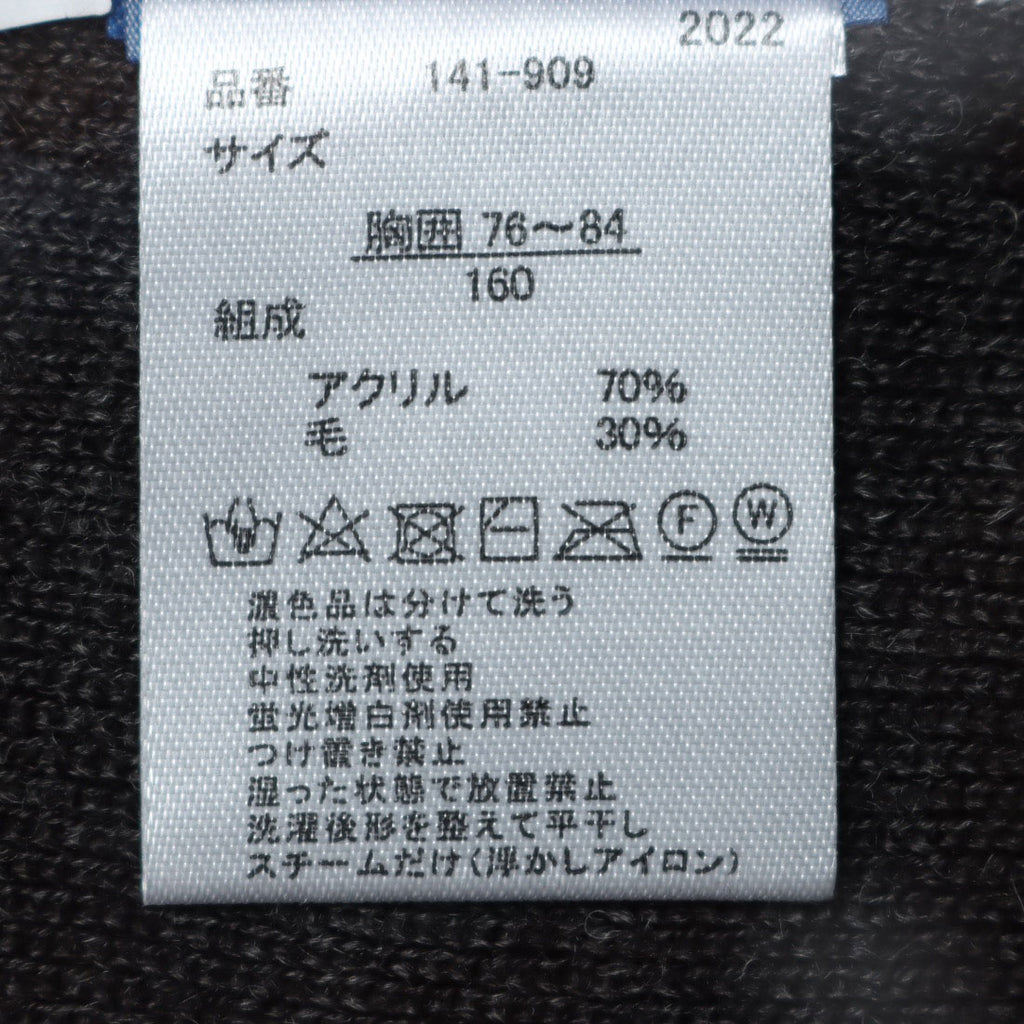 2022
品番 141-909
サイズ
胸囲 76～84
160
組成
アクリル 70%
毛 30%
F W
濃色品は分けて洗う
押し洗いする
中性洗剤使用
蛍光増白剤使用禁止
つけ置き禁止
湿った状態で放置禁止
洗濯後形を整えて平干し
スチームだけ(浮かしアイロン)